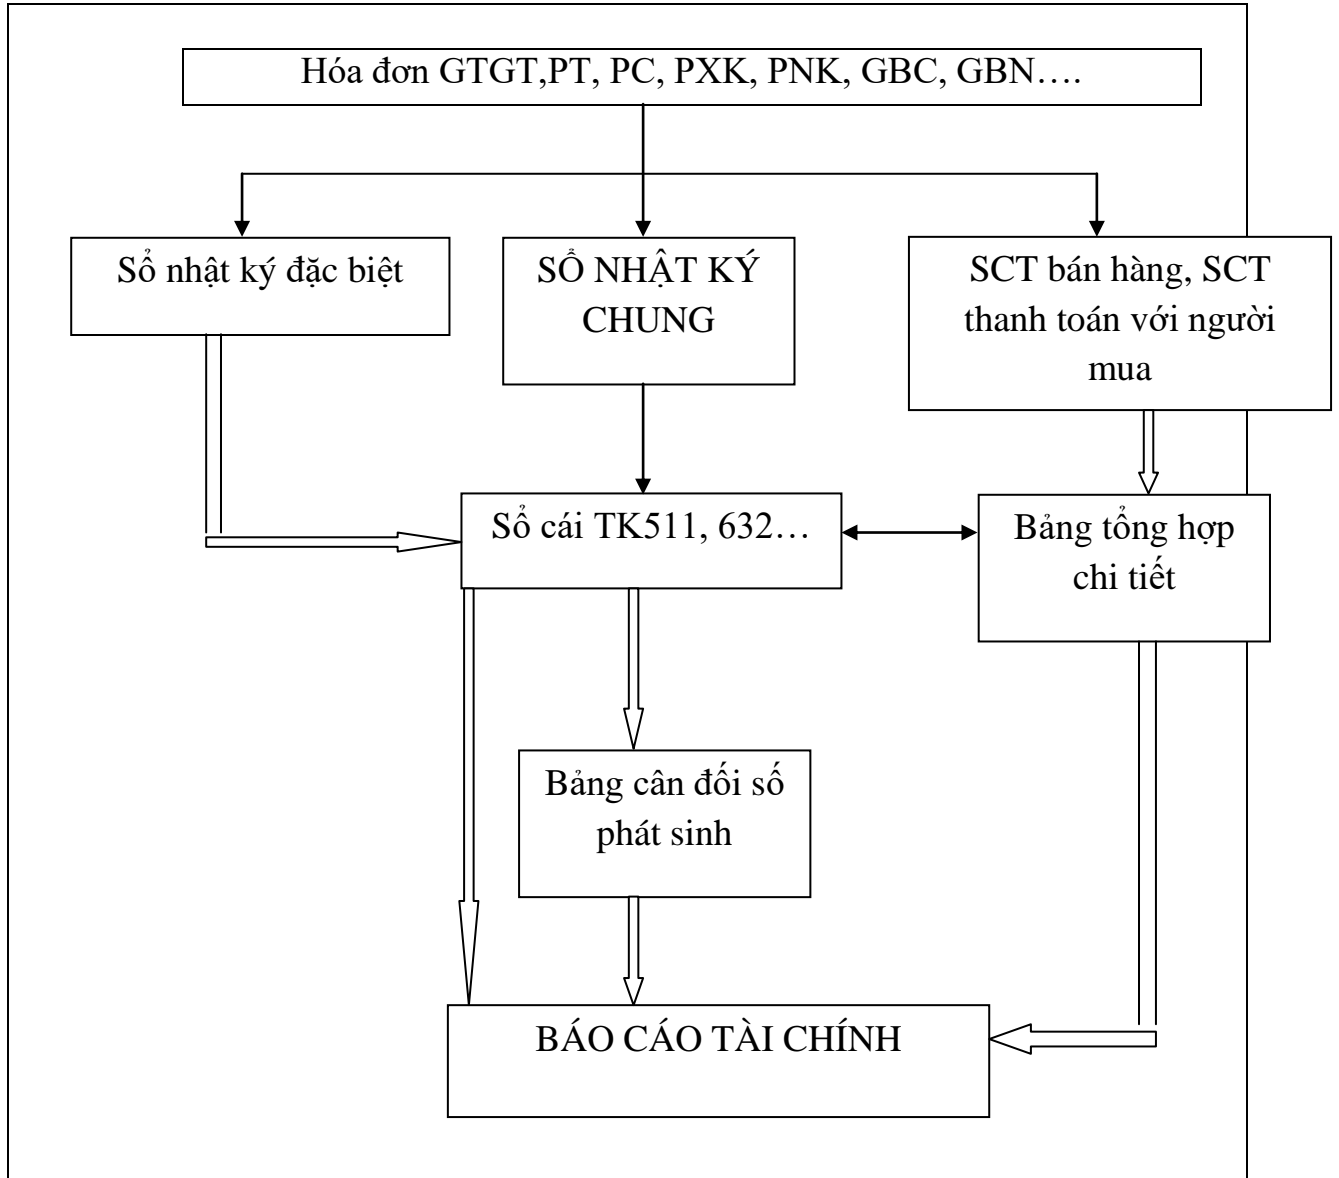 Hóa đơn GTGT,PT, PC, PXK, PNK, GBC, GBN….
Sổ nhật ký đặc biệt
SỔ NHẬT KÝ
CHUNG
SCT bán hàng, SCT
thanh toán với người
mua
Sổ cái TK511, 632…
Bảng tổng hợp
chi tiết
Bảng cân đối số
phát sinh
BÁO CÁO TÀI CHÍNH